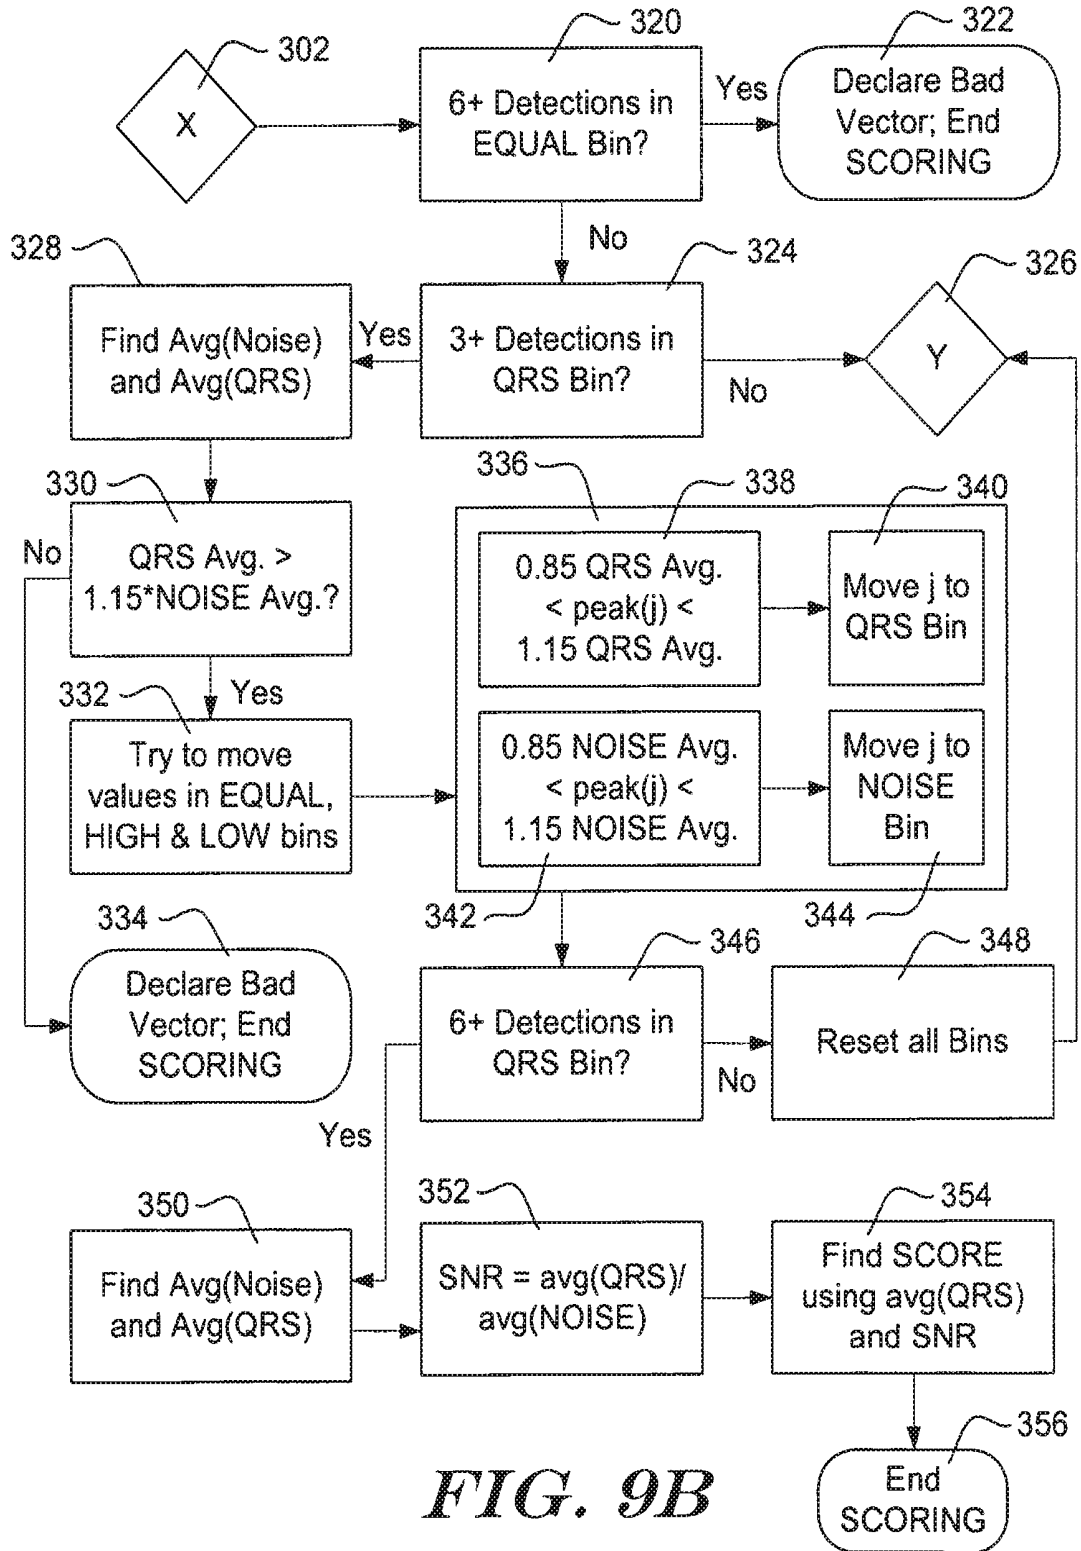 302
X
320
6+ Detections in
EQUAL Bin?
Yes
322
Declare Bad
Vector; End
SCORING
No
328
Find Avg(Noise)
and Avg(QRS)
Yes
324
3+ Detections in
QRS Bin?
No
326
Y
330
No
QRS Avg. >
1.15*NOISE Avg.?
Yes
332
Try to move
values in EQUAL,
HIGH & LOW bins
336
338
0.85 QRS Avg.
< peak(j) <
1.15 QRS Avg.
340
Move j to
QRS Bin
0.85 NOISE Avg.
< peak(j) <
1.15 NOISE Avg.
342
Move j to
NOISE
Bin
344
334
Declare Bad
Vector; End
SCORING
346
6+ Detections in
QRS Bin?
No
348
Reset all Bins
Yes
350
Find Avg(Noise)
and Avg(QRS)
352
SNR = avg(QRS)/
avg(NOISE)
354
Find SCORE
using avg(QRS)
and SNR
356
End
SCORING
FIG. 9B